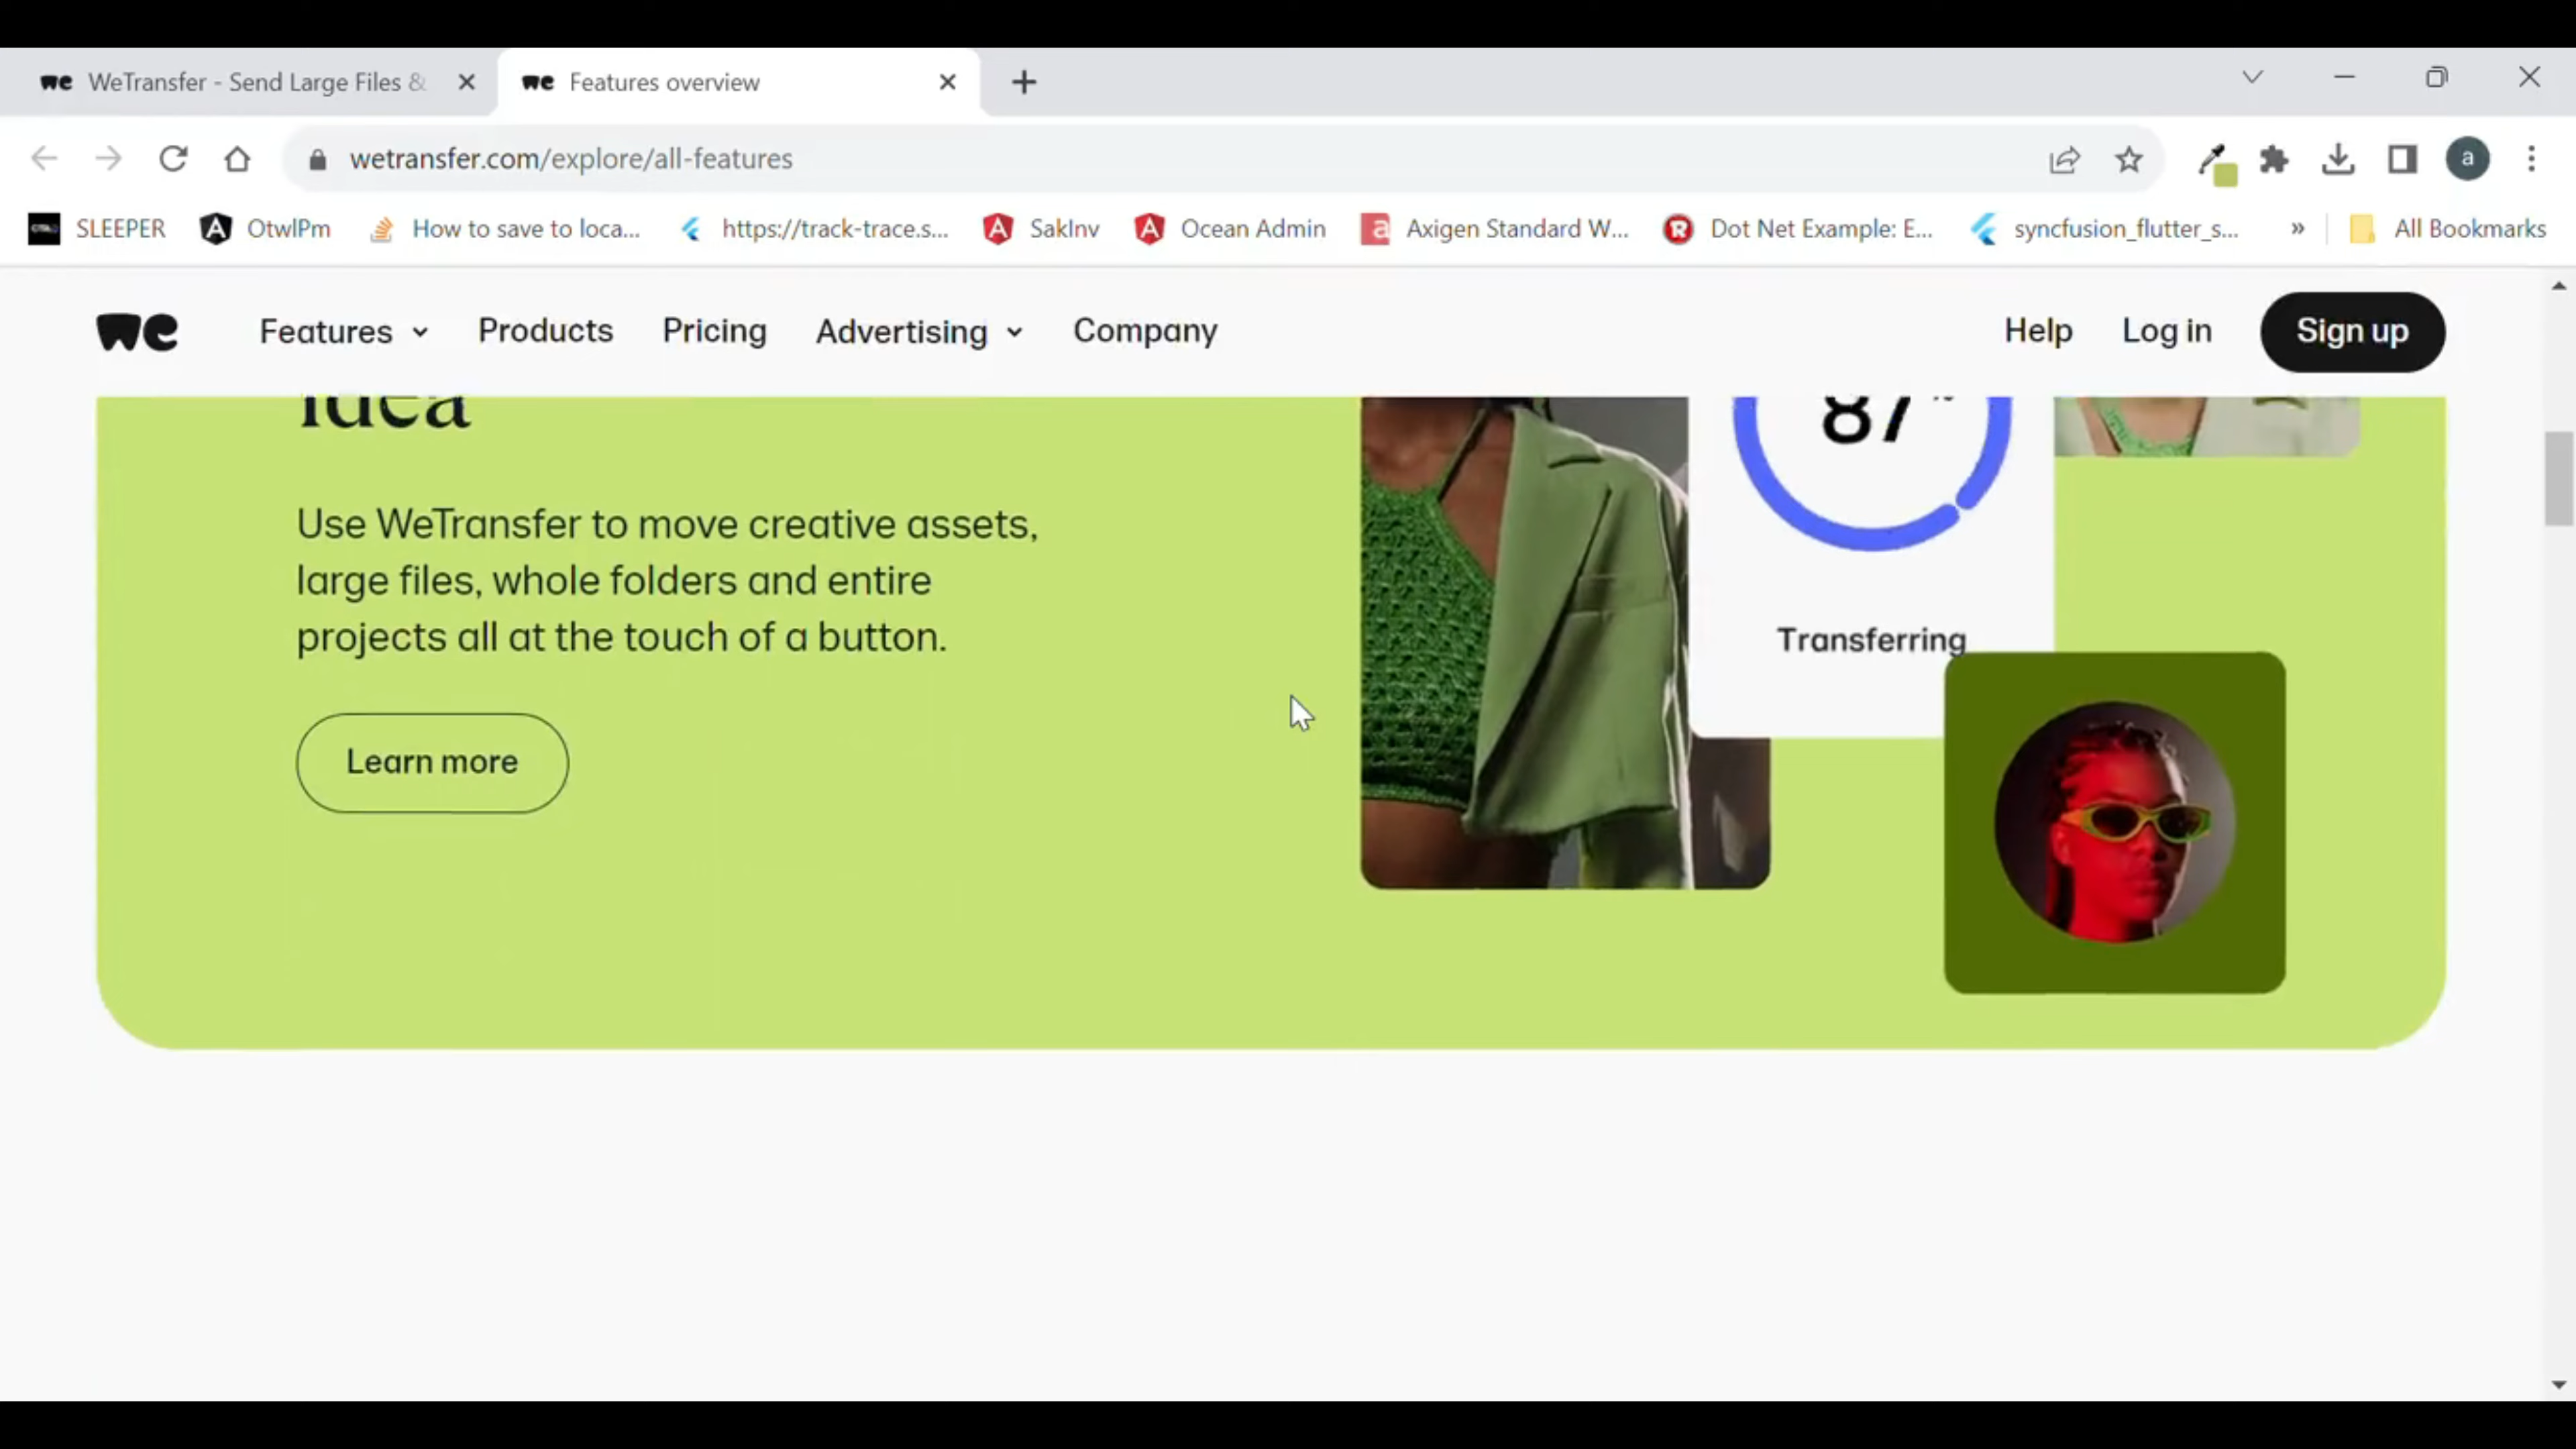 WeTransfer - Send Large Files &
Features overview
wetransfer.com/explore/all-features
a
SLEEPER
OtwlPm
How to save to loca...
https://track-trace.s...
SakInv
Ocean Admin
Axigen Standard W...
Dot Net Example: E...
syncfusion_flutter_s...
»
All Bookmarks
we
Features
Products
Pricing
Advertising
Company
Help
Log in
Sign up
idea
87%
Use WeTransfer to move creative assets,
large files, whole folders and entire
projects all at the touch of a button.
Transferring
Learn more